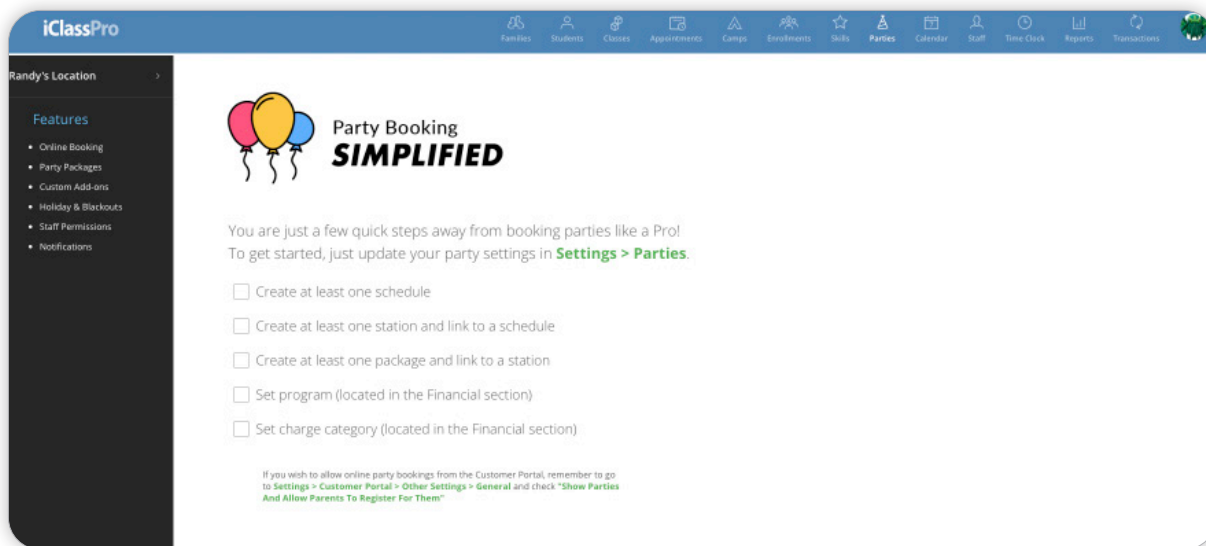 iClassPro
Families Students Classes Appointments Camps Enrollments Skills Parties Calendar Staff Time Clock Reports Transactions
Randy's Location
Features
Online Booking
Party Packages
Custom Add-ons
Holiday & Blackouts
Staff Permissions
Notifications
Party Booking
SIMPLIFIED
You are just a few quick steps away from booking parties like a Pro!
To get started, just update your party settings in Settings > Parties.
Create at least one schedule
Create at least one station and link to a schedule
Create at least one package and link to a station
Set program (located in the Financial section)
Set charge category (located in the Financial section)
If you wish to allow online party bookings from the Customer Portal, remember to go
to Settings > Customer Portal > Other Settings > General and check "Show Parties
And Allow Parents To Register For Them"